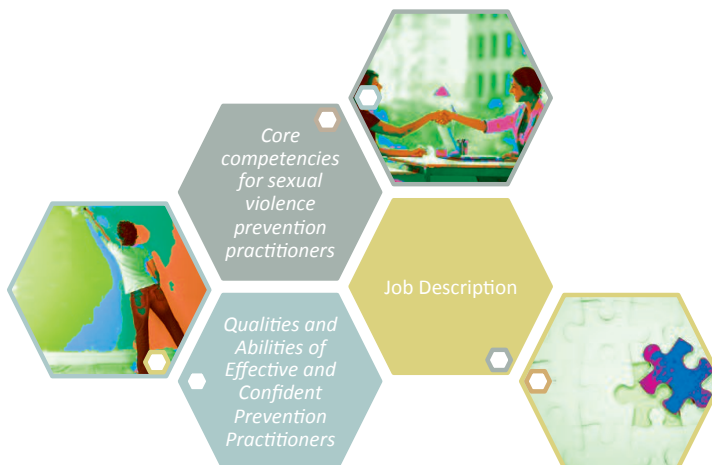 Core
competencies
for sexual
violence
prevention
practitioners
Job Description
Qualities and
Abilities of
Effective and
Confident
Prevention
Practitioners